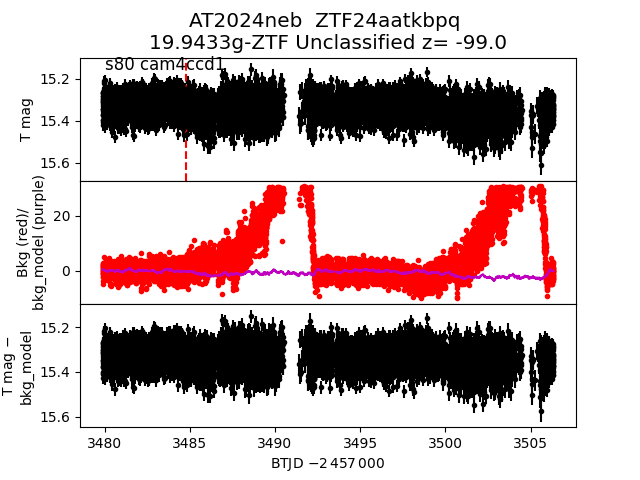 AT2024neb  ZTF24aatkbpq
19.9433g-ZTF Unclassified z= -99.0
s80 cam4ccd1
15.2
15.4
15.6
T mag
20
0
Bkg (red)/
bkg_model (purple)
15.2
15.4
15.6
T mag −
bkg_model
3480 3485 3490 3495 3500 3505
BTJD −2 457 000